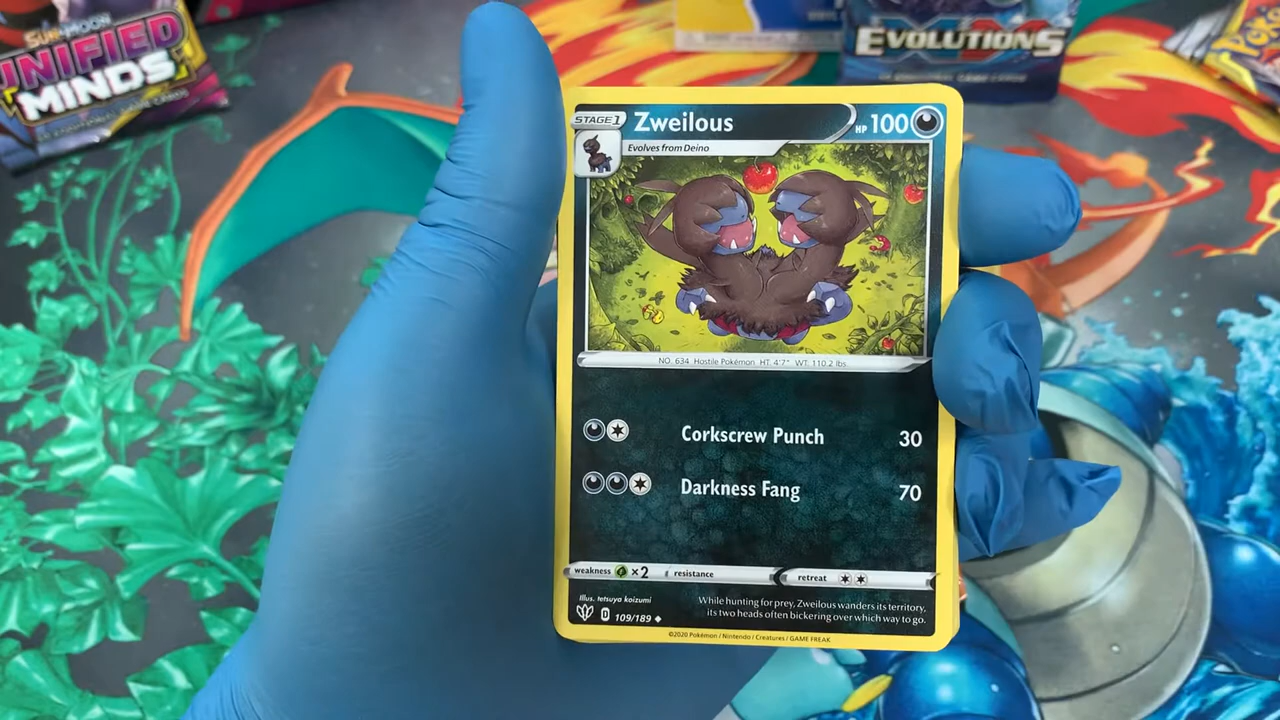 SUN & MOON
UNIFIED
MINDS
EVOLUTIONS
STAGE 1
Zweilous
HP 100
Evolves from Deino
NO. 634 Hostile Pokémon HT: 4'7" WT: 110.2 lbs.
Corkscrew Punch 30
Darkness Fang 70
weakness ×2 resistance retreat
Illus. tetsuya koizumi
D 109/189
While hunting for prey, Zweilous wanders its territory,
its two heads often bickering over which way to go.
©2020 Pokémon / Nintendo / Creatures / GAME FREAK